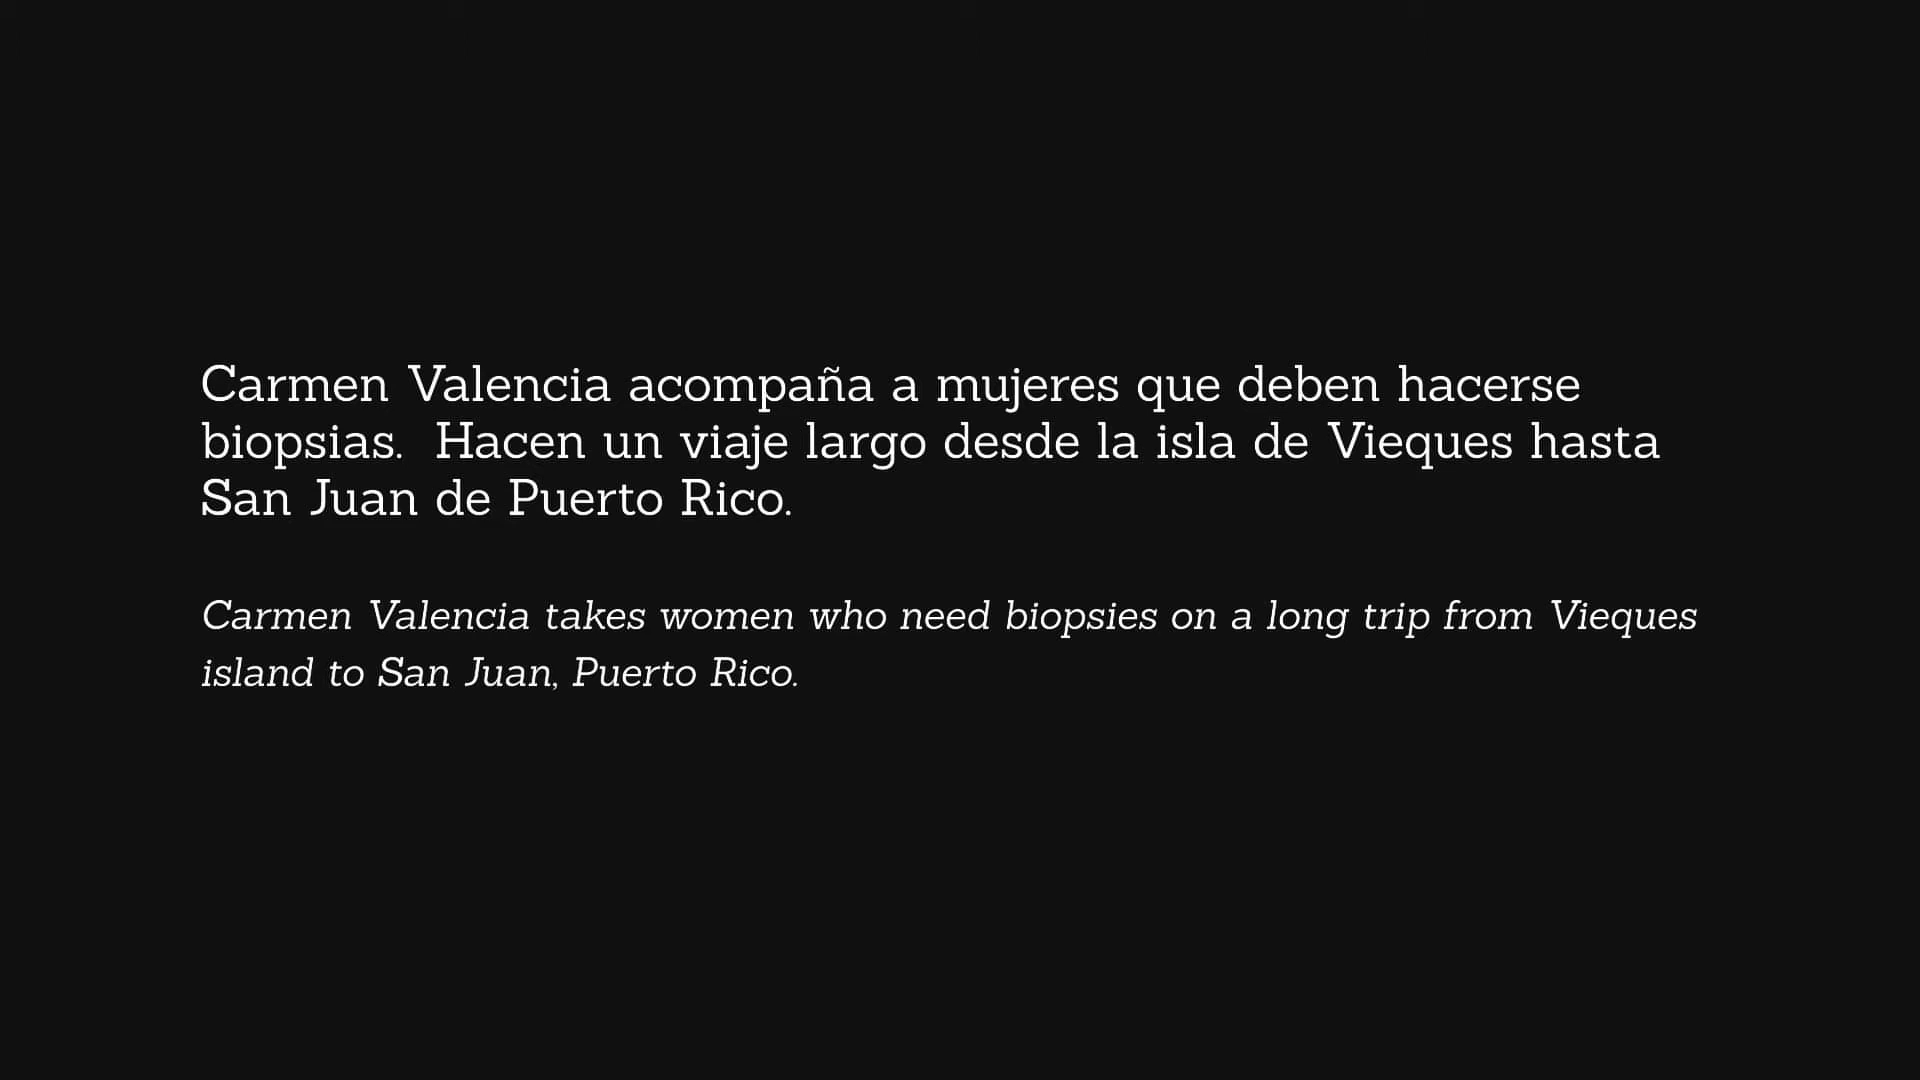 Carmen Valencia acompaña a mujeres que deben hacerse
biopsias.  Hacen un viaje largo desde la isla de Vieques hasta
San Juan de Puerto Rico.
Carmen Valencia takes women who need biopsies on a long trip from Vieques
island to San Juan, Puerto Rico.